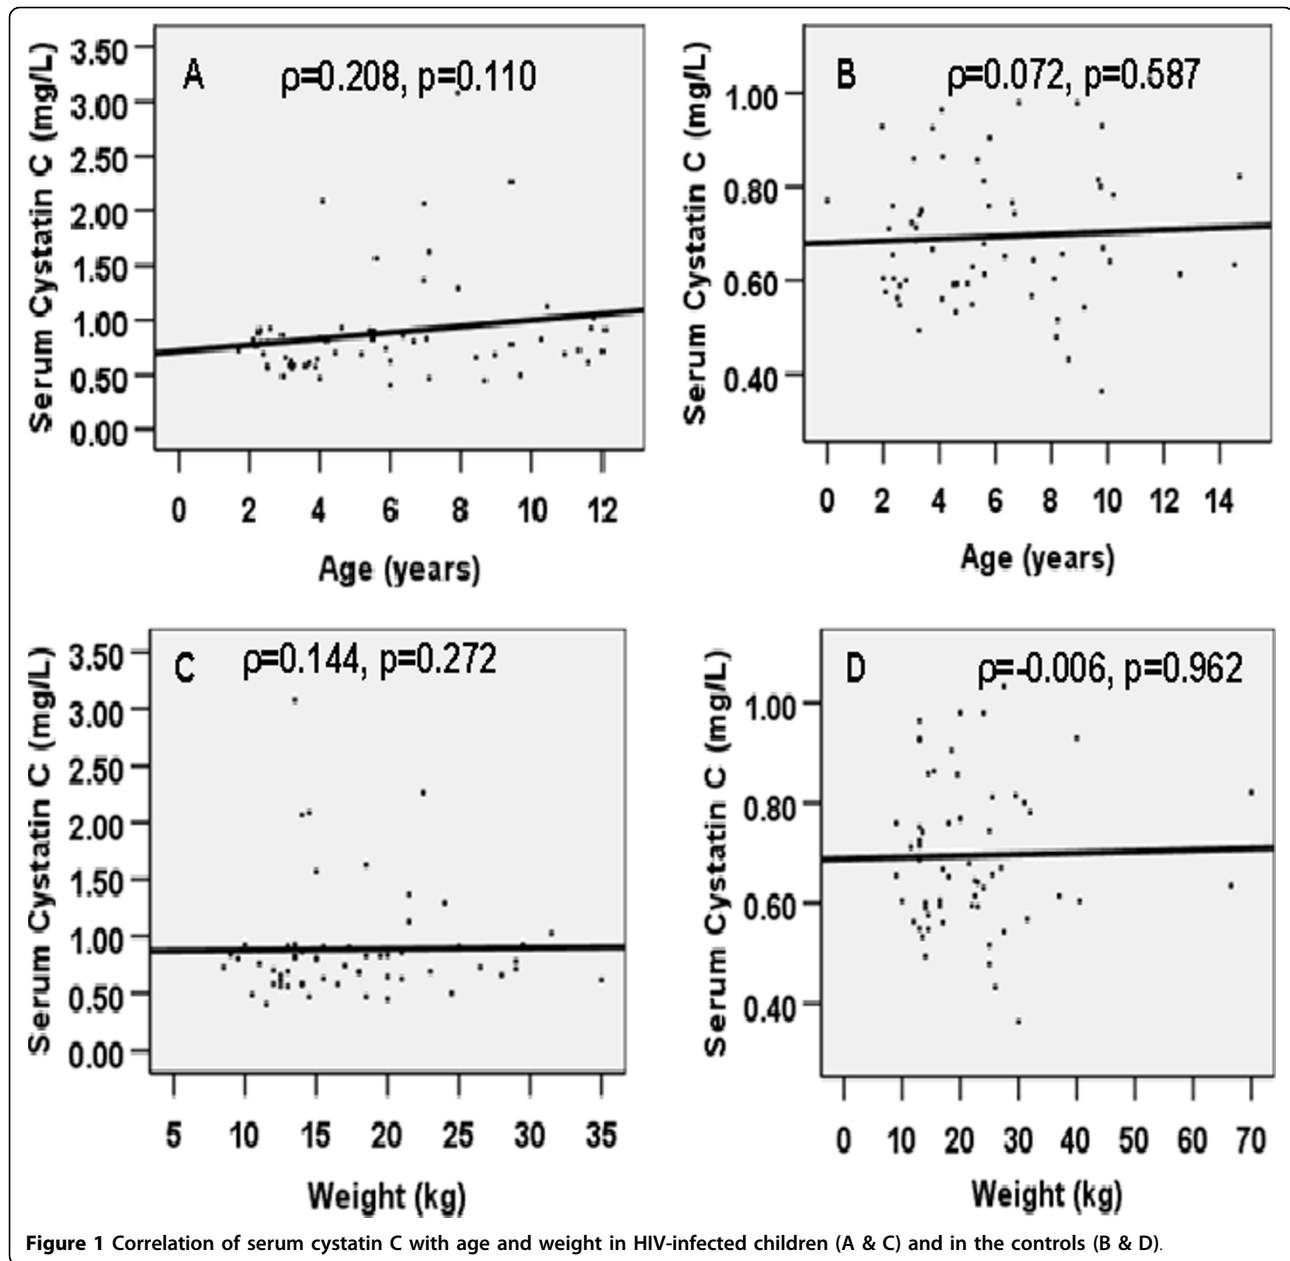 A
ρ=0.208, p=0.110
Serum Cystatin C (mg/L)
3.50
3.00
2.50
2.00
1.50
1.00
0.50
0.00
0 2 4 6 8 10 12
Age (years)
B
ρ=0.072, p=0.587
Serum Cystatin C (mg/L)
1.00
0.80
0.60
0.40
0 2 4 6 8 10 12 14
Age (years)
C
ρ=0.144, p=0.272
Serum Cystatin C (mg/L)
3.50
3.00
2.50
2.00
1.50
1.00
0.50
0.00
5 10 15 20 25 30 35
Weight (kg)
D
ρ=-0.006, p=0.962
Serum Cystatin C (mg/L)
1.00
0.80
0.60
0.40
0 10 20 30 40 50 60 70
Weight (kg)
Figure 1 Correlation of serum cystatin C with age and weight in HIV-infected children (A & C) and in the controls (B & D).